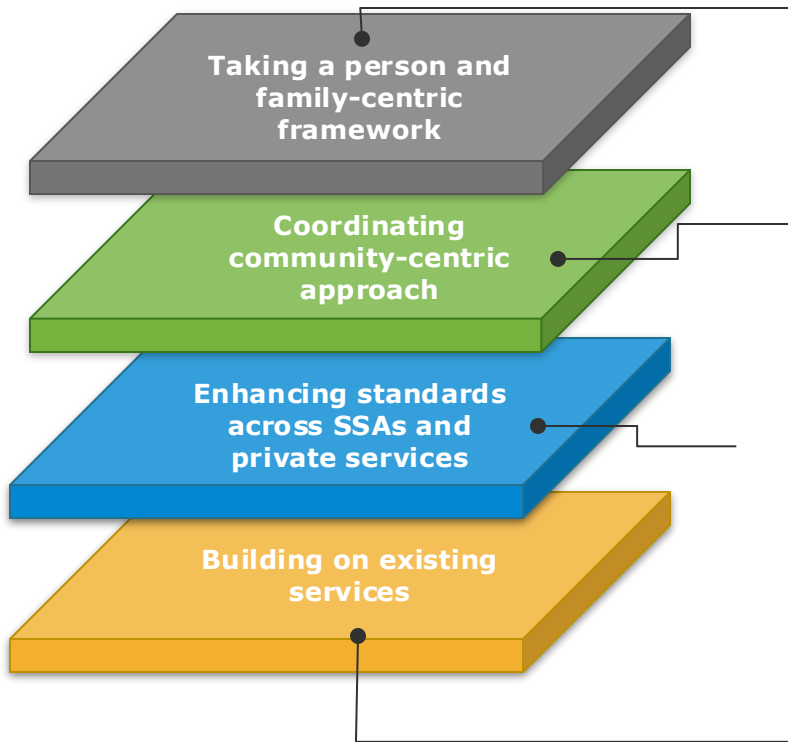 Taking a person and
family-centric
framework
Coordinating
community-centric
approach
Enhancing standards
across SSAs and
private services
Building on existing
services